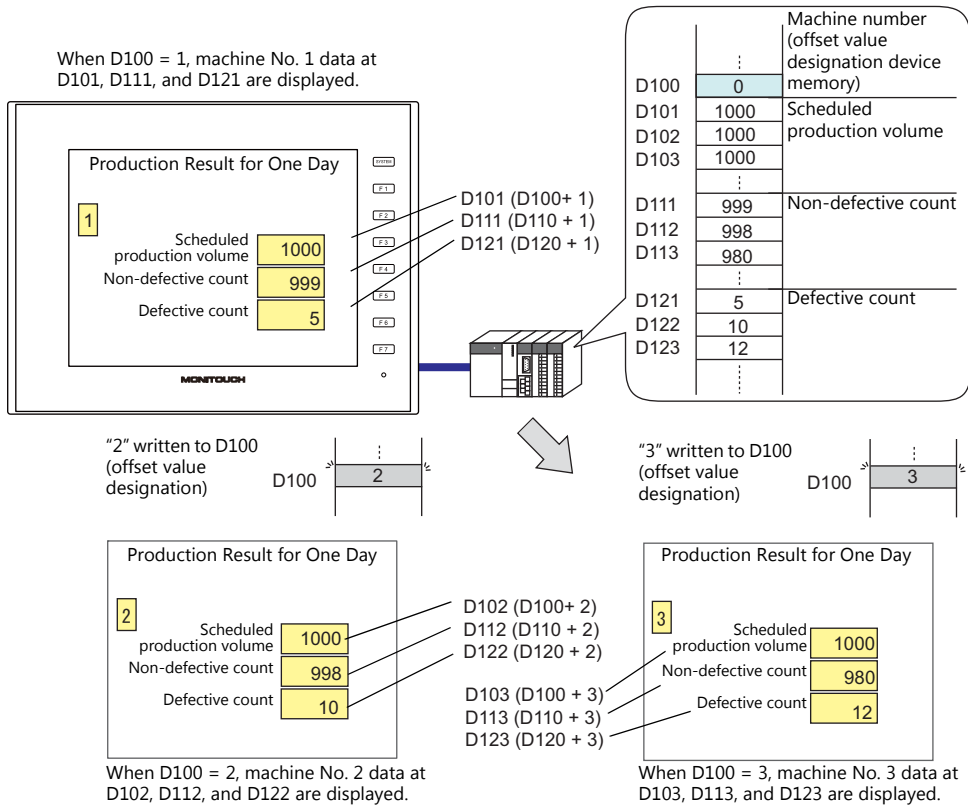 When D100 = 1, machine No. 1 data at
D101, D111, and D121 are displayed.
Production Result for One Day
1
Scheduled
production volume
1000
Non-defective count
999
Defective count
5
SYSTEM
F 1
F 2
F 3
F 4
F 5
F 6
F 7
MONITOUCH
D101 (D100+ 1)
D111 (D110 + 1)
D121 (D120 + 1)
Machine number
(offset value
designation device
memory)
D100 0
D101 1000 Scheduled
D102 1000 production volume
D103 1000
D111 999 Non-defective count
D112 998
D113 980
D121 5 Defective count
D122 10
D123 12
“2” written to D100
(offset value
designation)
D100 2
“3” written to D100
(offset value
designation)
D100 3
Production Result for One Day
2
Scheduled
production volume
1000
Non-defective count
998
Defective count
10
D102 (D100+ 2)
D112 (D110 + 2)
D122 (D120 + 2)
D103 (D100 + 3)
D113 (D110 + 3)
D123 (D120 + 3)
Production Result for One Day
3
Scheduled
production volume
1000
Non-defective count
980
Defective count
12
When D100 = 2, machine No. 2 data at
D102, D112, and D122 are displayed.
When D100 = 3, machine No. 3 data at
D103, D113, and D123 are displayed.